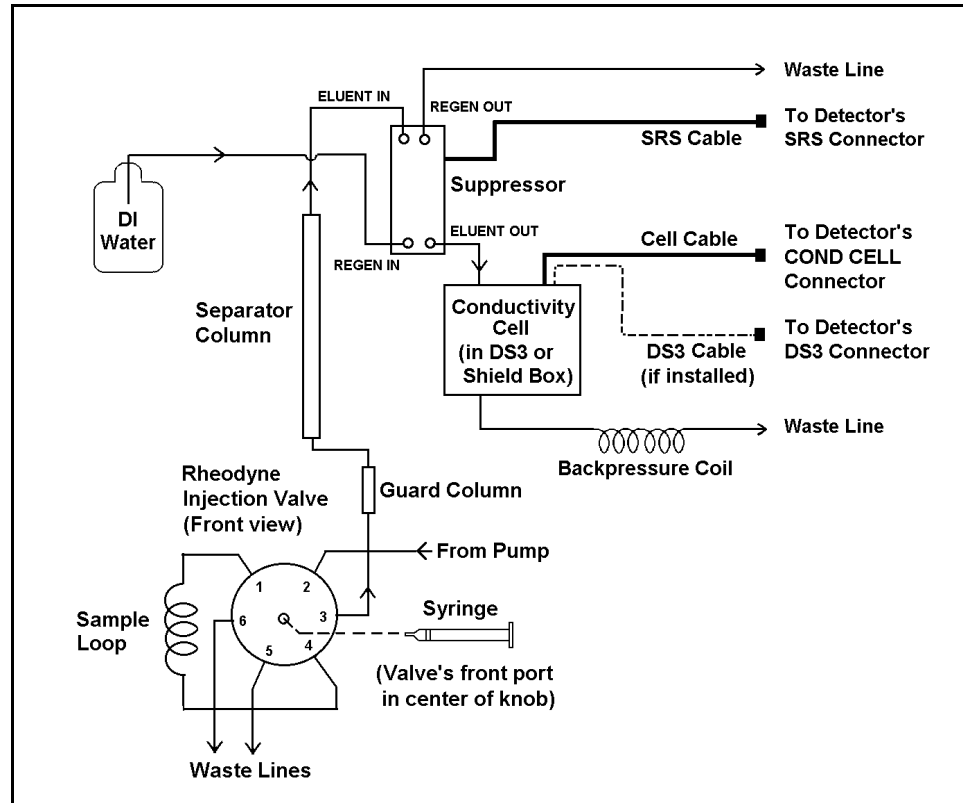 Waste Line
ELUENT IN
REGEN OUT
To Detector's
SRS Connector
SRS Cable
Suppressor
DI
Water
ELUENT OUT
REGEN IN
Cell Cable
To Detector's
COND CELL
Connector
Separator
Column
Conductivity
Cell
(in DS3 or
Shield Box)
To Detector's
DS3 Connector
DS3 Cable
(if installed)
Waste Line
Backpressure Coil
Rheodyne
Injection Valve
(Front view)
Guard Column
From Pump
1
2
3
4
5
6
Sample
Loop
Syringe
(Valve's front port
in center of knob)
Waste Lines